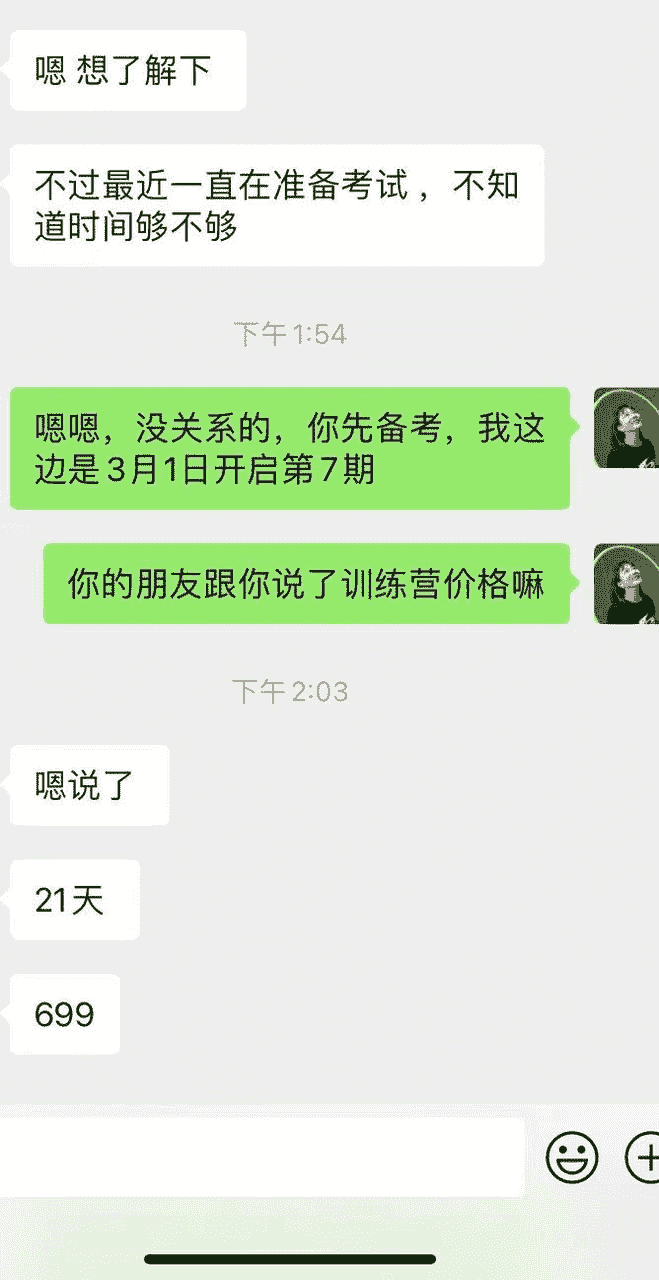 嗯 想了解下
不过最近一直在准备考试，不知
道时间够不够
下午1:54
嗯嗯，没关系的，你先备考，我这
边是3月1日开启第7期
你的朋友跟你说了训练营价格嘛
下午2:03
嗯说了
21天
699